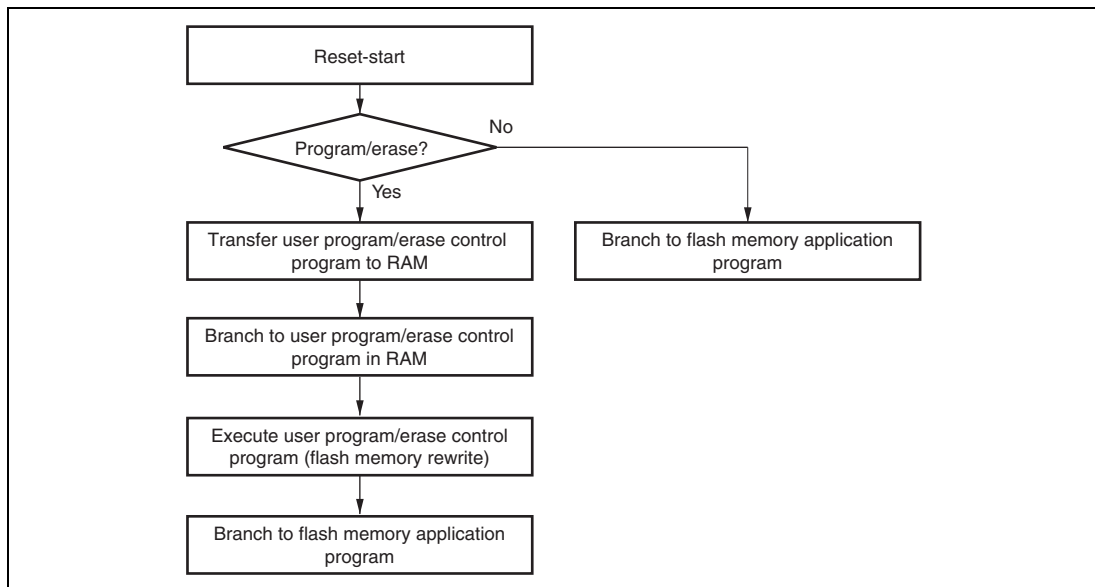 Reset-start
Program/erase?
No
Yes
Transfer user program/erase control
program to RAM
Branch to flash memory application
program
Branch to user program/erase control
program in RAM
Execute user program/erase control
program (flash memory rewrite)
Branch to flash memory application
program